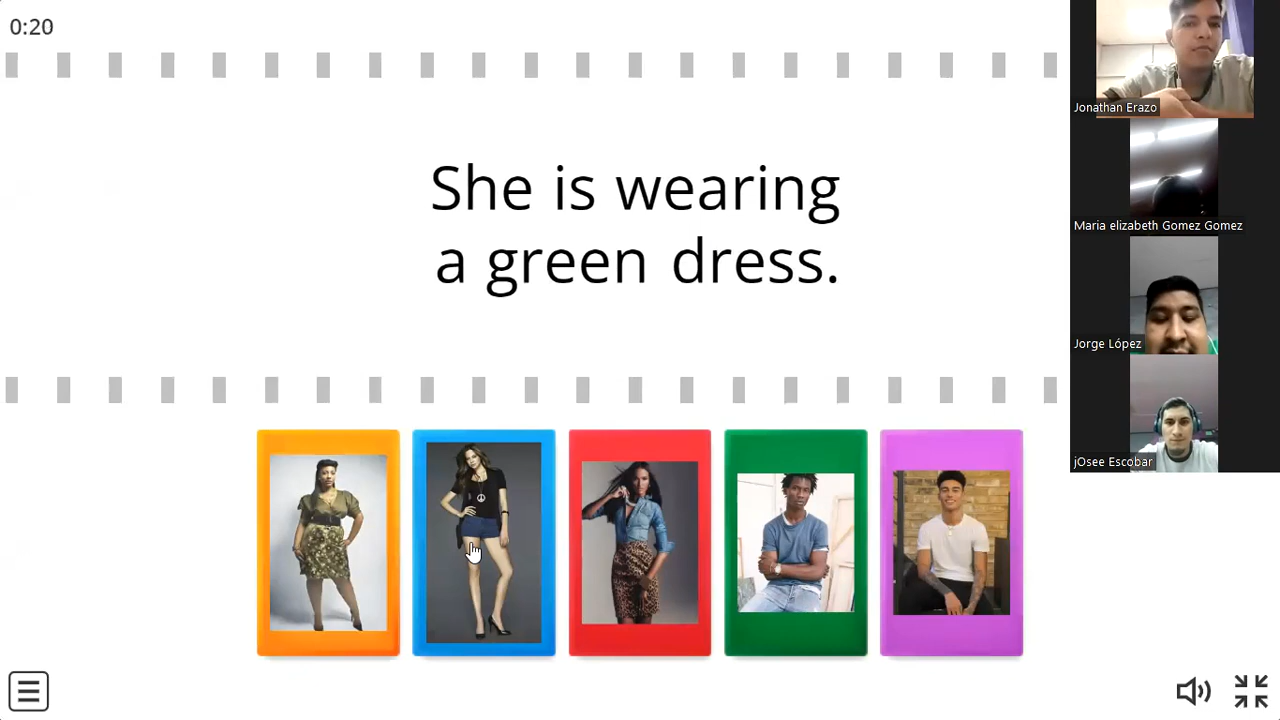 0:20
She is wearing
a green dress.
Jonathan Erazo
Maria elizabeth Gomez Gomez
Jorge López
jOsee Escobar